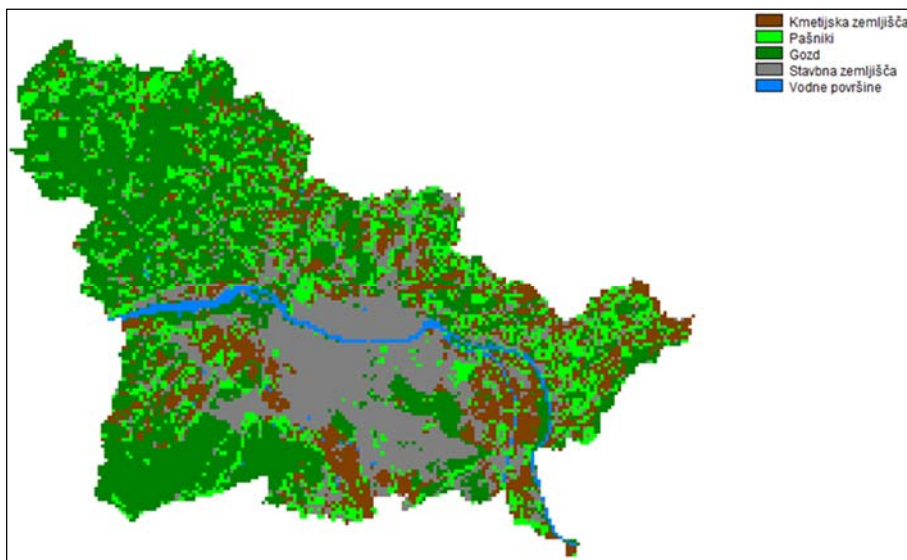 Kmetijska zemljišča
Pašniki
Gozd
Stavbna zemljišča
Vodne površine